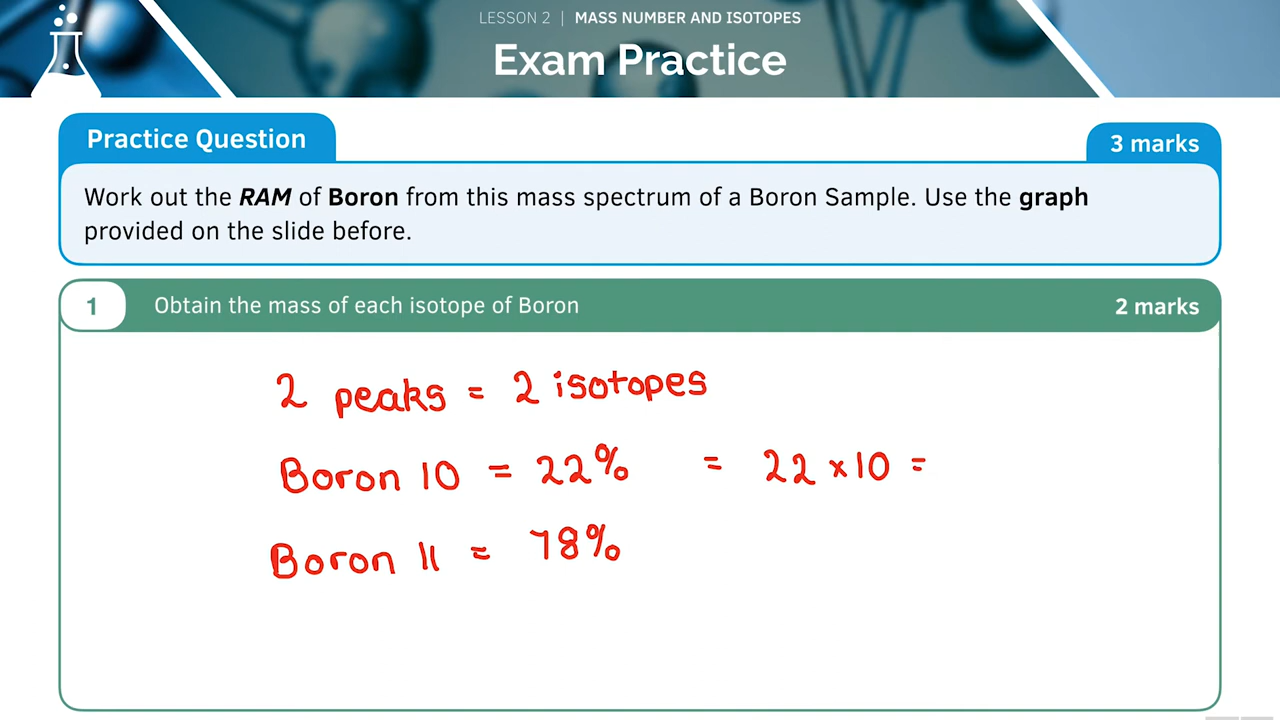 LESSON 2 | MASS NUMBER AND ISOTOPES
Exam Practice
Practice Question
3 marks
Work out the RAM of Boron from this mass spectrum of a Boron Sample. Use the graph
provided on the slide before.
1 Obtain the mass of each isotope of Boron 2 marks
2 peaks = 2 isotopes
Boron 10 = 22% = 22 x 10 =
Boron 11 = 78%